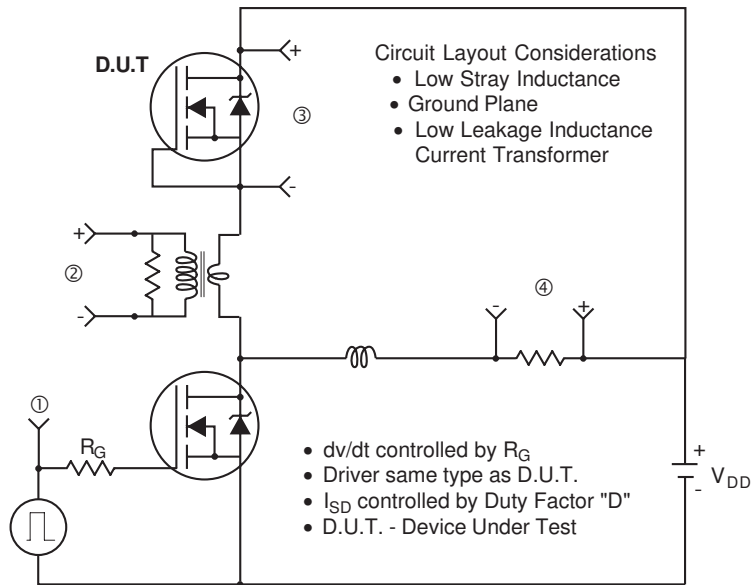 D.U.T
+
③
-
Circuit Layout Considerations
• Low Stray Inductance
• Ground Plane
• Low Leakage Inductance
Current Transformer
+
②
-
④
-
+
①
R_G
• dv/dt controlled by R_G
• Driver same type as D.U.T.
• I_SD controlled by Duty Factor "D"
• D.U.T. - Device Under Test
+
V_DD
-